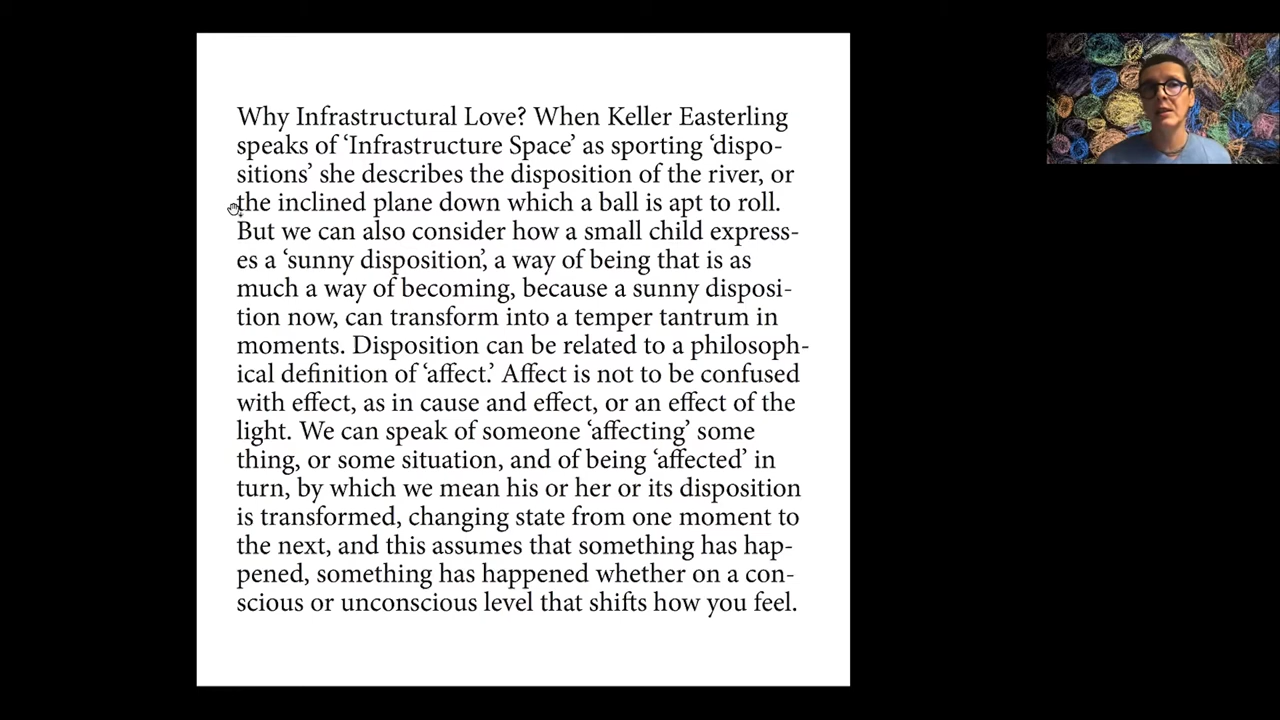 Why Infrastructural Love? When Keller Easterling
speaks of ‘Infrastructure Space’ as sporting ‘dispo-
sitions’ she describes the disposition of the river, or
the inclined plane down which a ball is apt to roll.
But we can also consider how a small child express-
es a ‘sunny disposition’, a way of being that is as
much a way of becoming, because a sunny disposi-
tion now, can transform into a temper tantrum in
moments. Disposition can be related to a philosoph-
ical definition of ‘affect.’ Affect is not to be confused
with effect, as in cause and effect, or an effect of the
light. We can speak of someone ‘affecting’ some
thing, or some situation, and of being ‘affected’ in
turn, by which we mean his or her or its disposition
is transformed, changing state from one moment to
the next, and this assumes that something has hap-
pened, something has happened whether on a con-
scious or unconscious level that shifts how you feel.